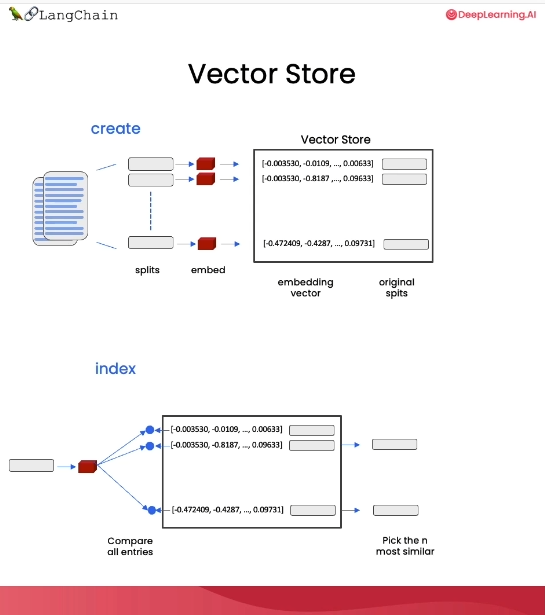 LangChain
DeepLearning.AI
Vector Store
create
Vector Store
[-0.003530, -0.0109, ..., 0.00633]
[-0.003530, -0.8187 ,..., 0.09633]
[-0.472409, -0.4287, ..., 0.09731]
splits
embed
embedding
vector
original
spits
index
[-0.003530, -0.0109, ..., 0.00633]
[-0.003530, -0.8187, ..., 0.09633]
[-0.472409, -0.4287, ..., 0.09731]
Compare
all entries
Pick the n
most similar